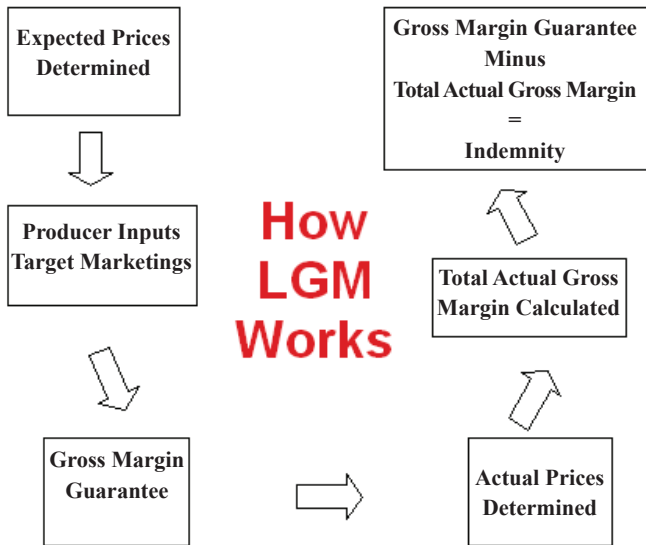 Expected Prices
Determined
Producer Inputs
Target Marketings
Gross Margin
Guarantee
How
LGM
Works
Actual Prices
Determined
Total Actual Gross
Margin Calculated
Gross Margin Guarantee
Minus
Total Actual Gross Margin
=
Indemnity